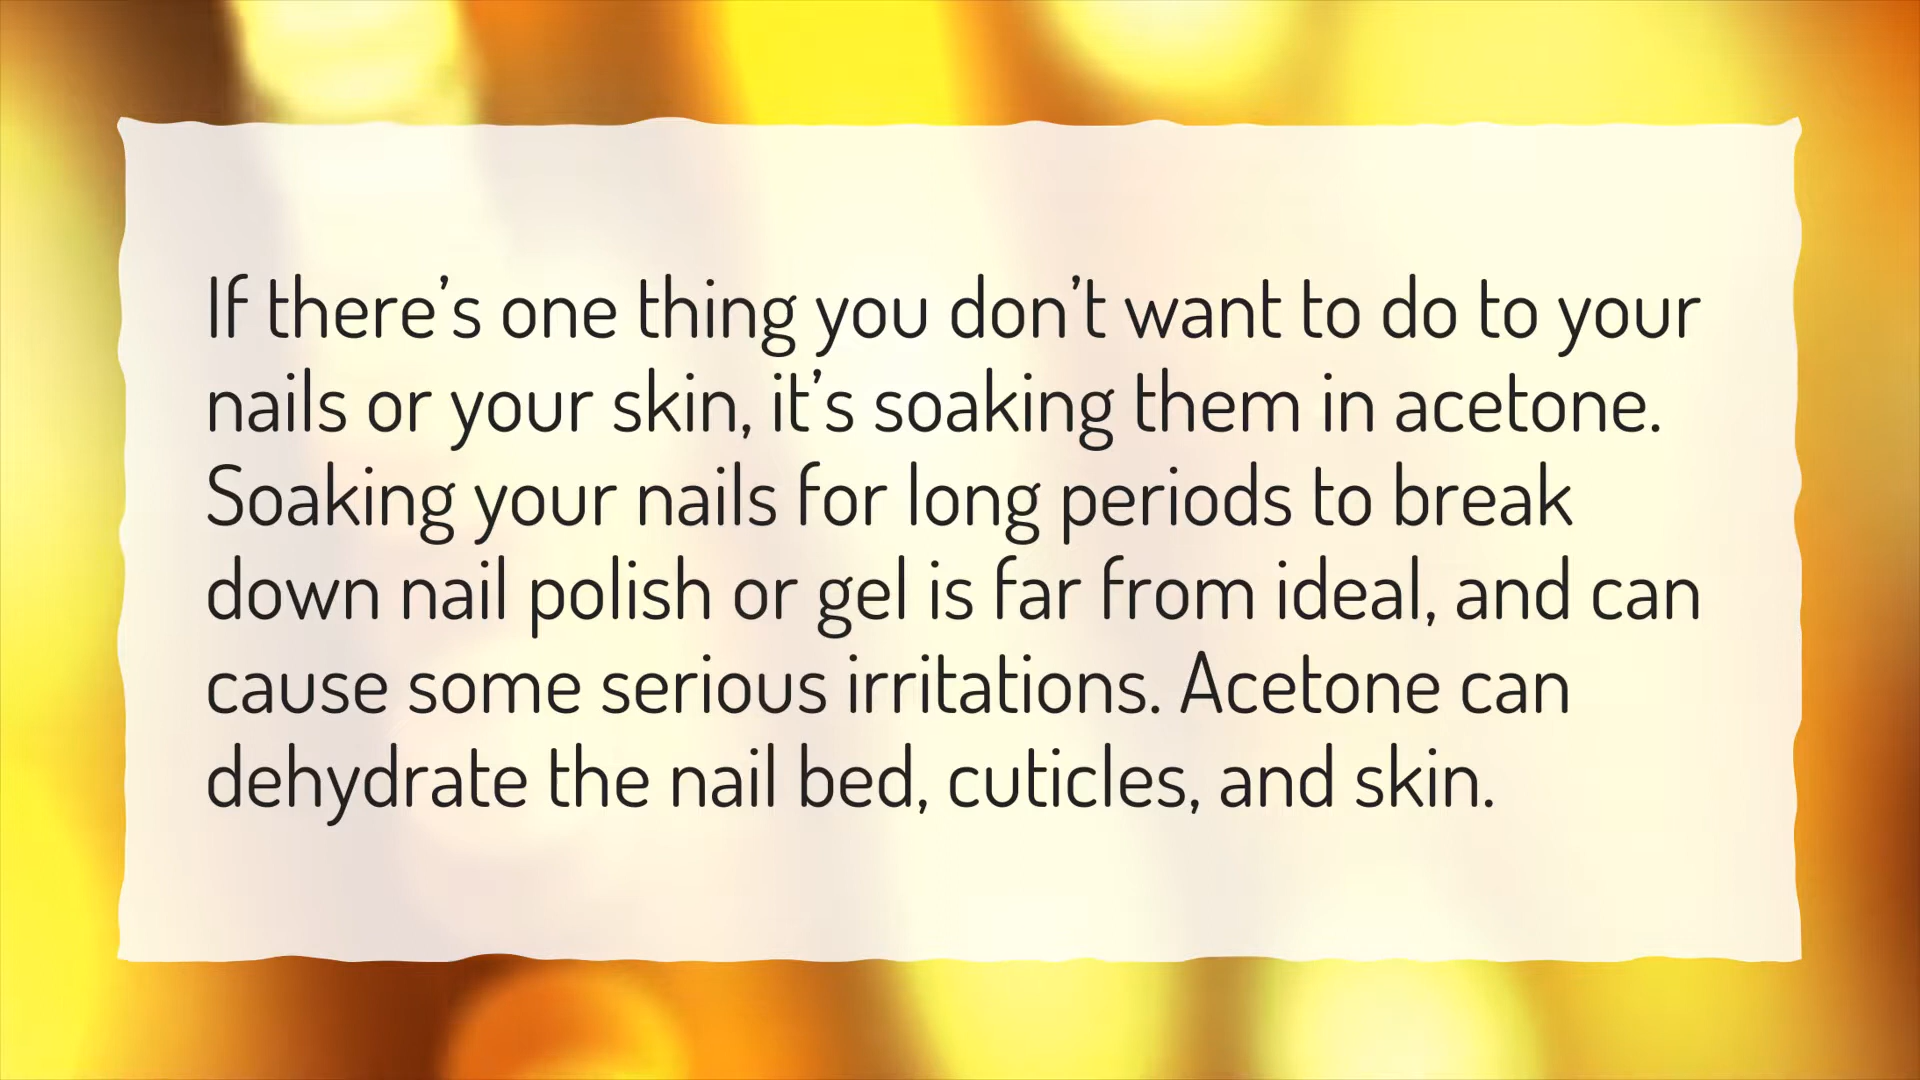 If there’s one thing you don’t want to do to your
nails or your skin, it’s soaking them in acetone.
Soaking your nails for long periods to break
down nail polish or gel is far from ideal, and can
cause some serious irritations. Acetone can
dehydrate the nail bed, cuticles, and skin.